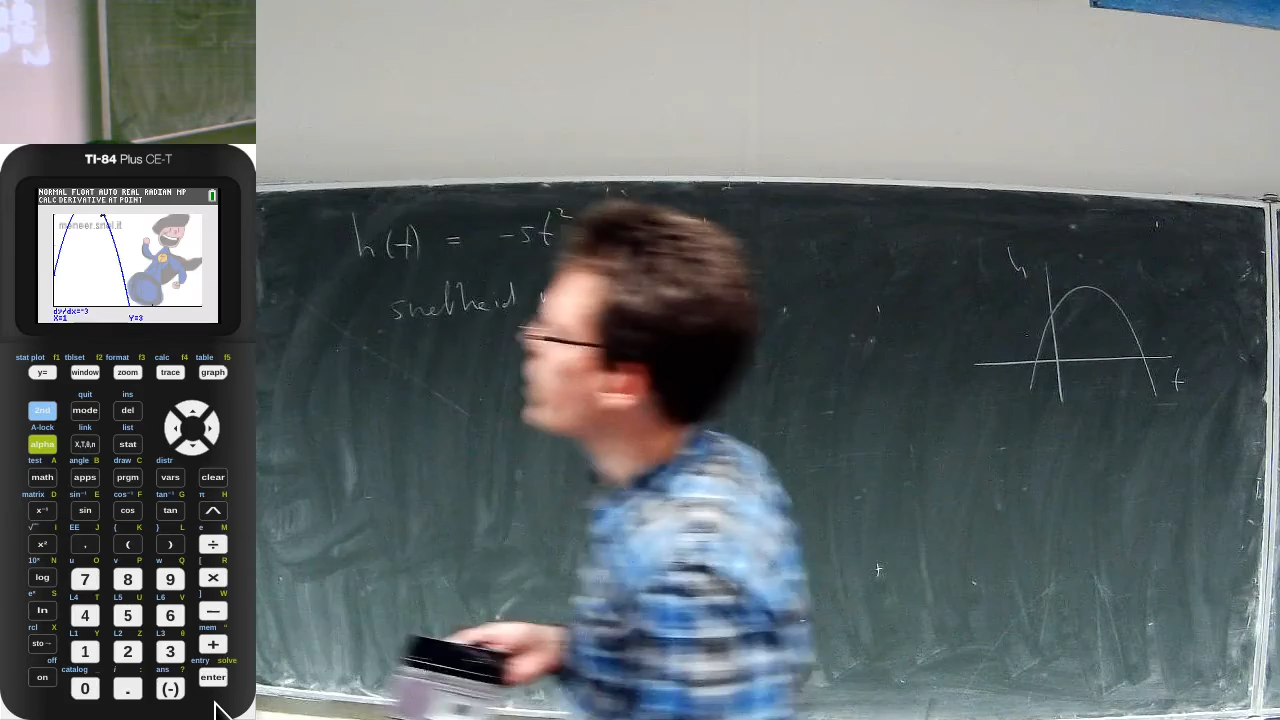 TI-84 Plus CE-T
NORMAL FLOAT AUTO REAL RADIAN MP
CALC DERIVATIVE AT POINT
meneer.snol.it
dy/dx=-3
X=1 Y=3
stat plot f1 tblset f2 format f3 calc f4 table f5
y= window zoom trace graph
quit ins
2nd mode del
A-lock link list
alpha X,T,θ,n stat
test A angle B draw C distr
math apps prgm vars clear
matrix D sin⁻¹ E cos⁻¹ F tan⁻¹ G π H
x⁻¹ sin cos tan ^
√‾ I EE J { K } L e M
x² , ( ) ÷
10ˣ N u O v P w Q [ R
log 7 8 9 ×
eˣ S L4 T L5 U L6 V ] W
ln 4 5 6 −
rcl X L1 Y L2 Z L3 θ mem "
sto→ 1 2 3 +
off catalog i : ans ? entry solve
on 0 . (-) enter
h(t) = -5t²
snelheid
h
t